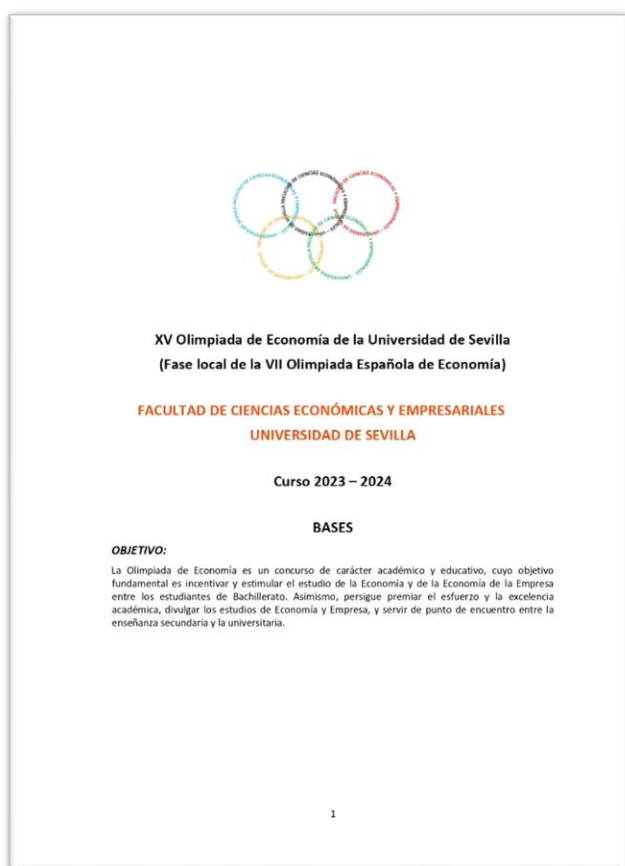 XV Olimpiada de Economía de la Universidad de Sevilla
(Fase local de la VII Olimpiada Española de Economía)
FACULTAD DE CIENCIAS ECONÓMICAS Y EMPRESARIALES
UNIVERSIDAD DE SEVILLA
Curso 2023 – 2024
BASES
OBJETIVO:
La Olimpiada de Economía es un concurso de carácter académico y educativo, cuyo objetivo
fundamental es incentivar y estimular el estudio de la Economía y de la Economía de la Empresa
entre los estudiantes de Bachillerato. Asimismo, persigue premiar el esfuerzo y la excelencia
académica, divulgar los estudios de Economía y Empresa, y servir de punto de encuentro entre la
enseñanza secundaria y la universitaria.
1